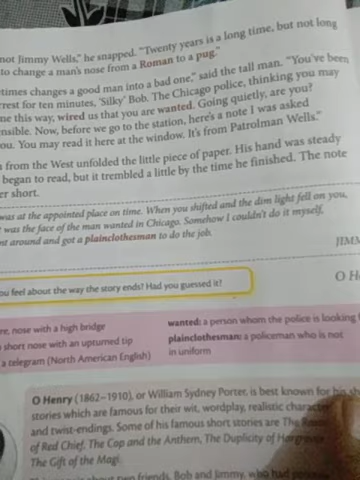 not Jimmy Wells," he snapped. "Twenty years is a long time, but not long
to change a man's nose from a Roman to a pug."
times changes a good man into a bad one," said the tall man. "You've been
rest for ten minutes, 'Silky' Bob. The Chicago police, thinking you may
me this way, wired us that you are wanted. Going quietly, are you?
nsible. Now, before we go to the station, here's a note I was asked
ou. You may read it here at the window. It's from Patrolman Wells."
from the West unfolded the little piece of paper. His hand was steady
began to read, but it trembled a little by the time he finished. The note
er short.
was at the appointed place on time. When you shifted and the dim light fell on you,
t was the face of the man wanted in Chicago. Somehow I couldn't do it myself,
nt around and got a plainclothesman to do the job.
JIMM
O He
ou feel about the way the story ends? Had you guessed it?
re, nose with a high bridge
short nose with an upturned tip
a telegram (North American English)
wanted: a person whom the police is looking f
plainclothesman: a policeman who is not
in uniform
O Henry (1862–1910), or William Sydney Porter, is best known for his sh
stories which are famous for their wit, wordplay, realistic charact
and twist-endings. Some of his famous short stories are The Ranso
of Red Chief, The Cop and the Anthem, The Duplicity of Hargraves
The Gift of the Magi.
two friends, Bob and Jimmy, who had